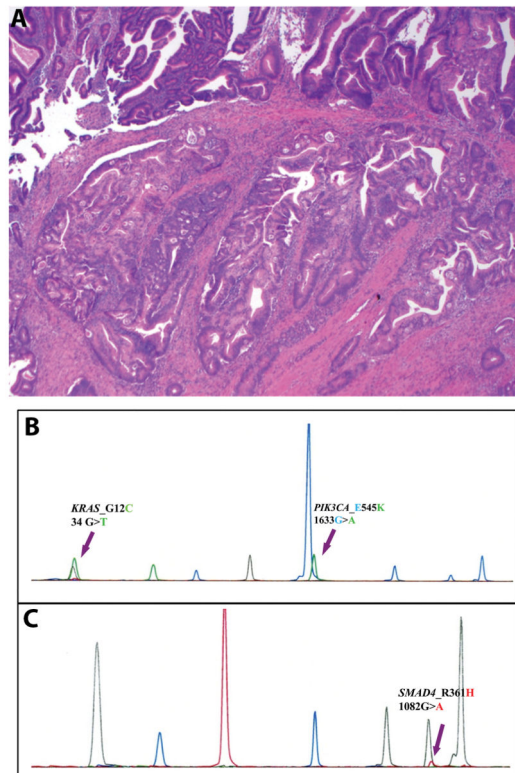 A
B
KRAS_G12C
34 G>T
PIK3CA_E545K
1633G>A
C
SMAD4_R361H
1082G>A